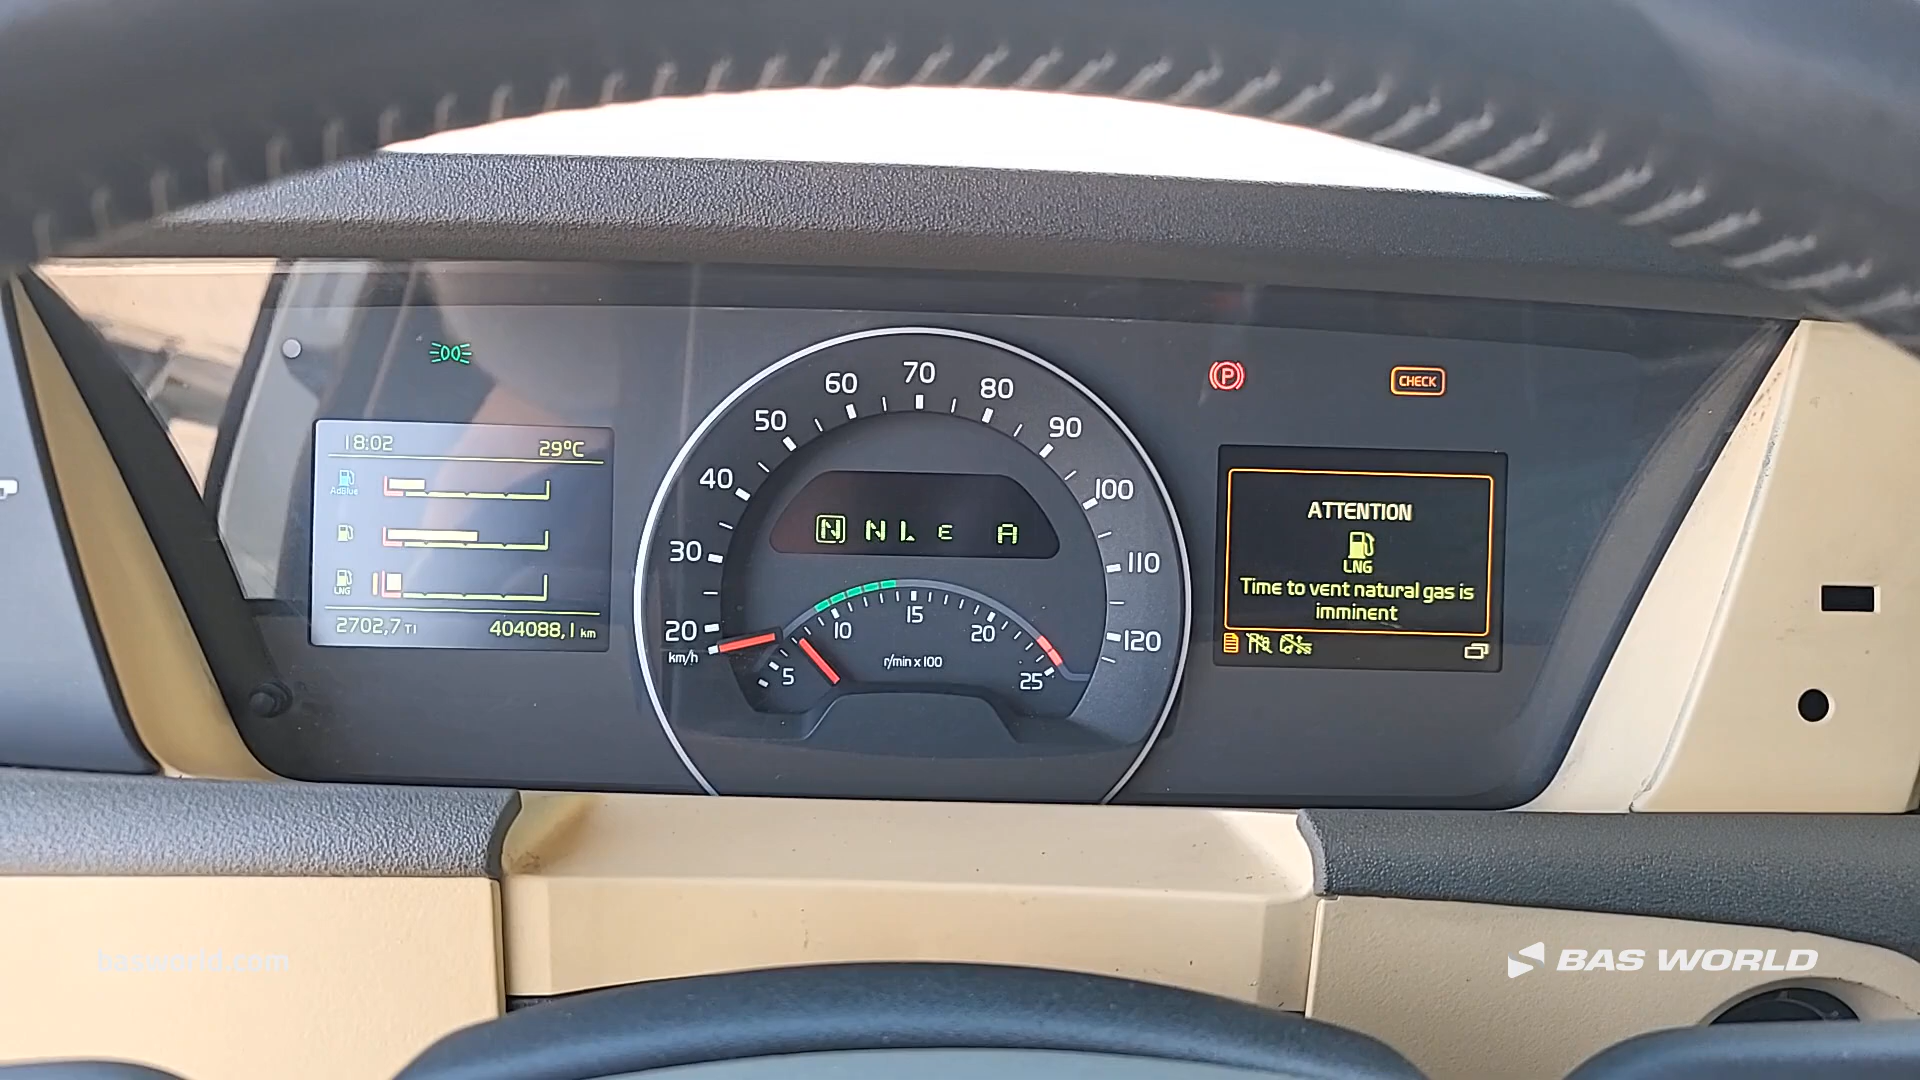 18:02 29°C
AdBlue
LNG
2702,7 TI 404088,1 km
20 30 40 50 60 70 80 90 100 110 120
km/h
N N L E A
5 10 15 20 25
r/min x 100
P
CHECK
ATTENTION
LNG
Time to vent natural gas is
imminent
basworld.com
BAS WORLD